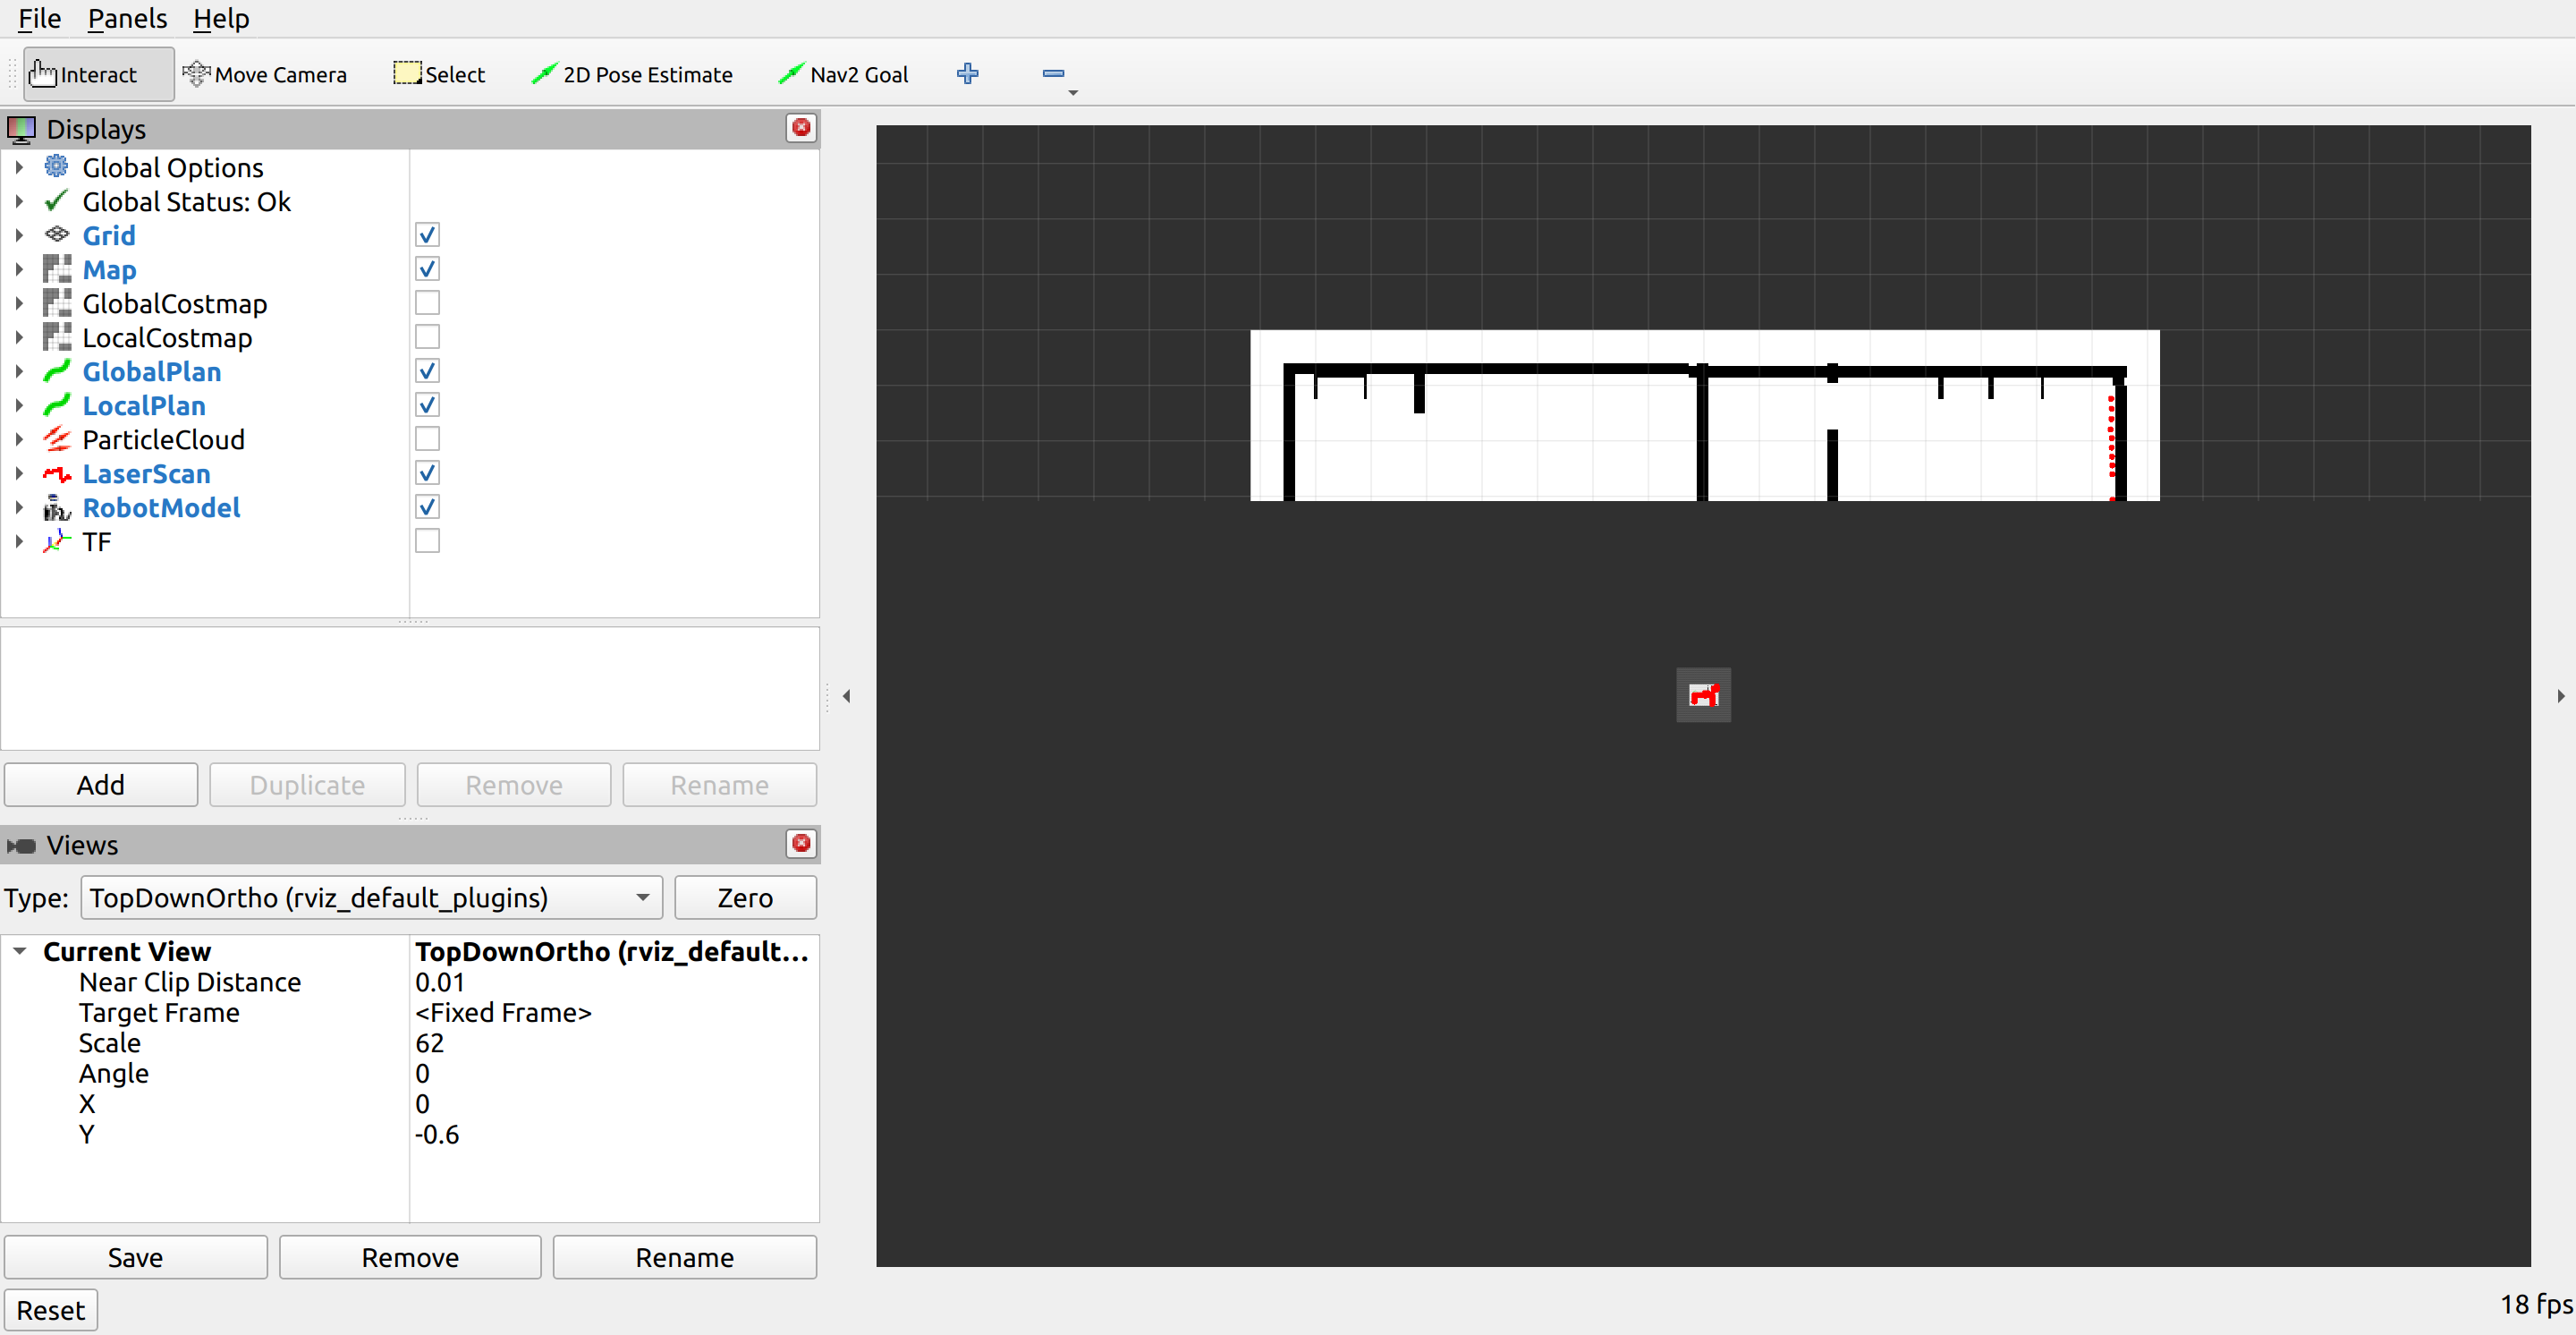 File Panels Help
Interact Move Camera Select 2D Pose Estimate Nav2 Goal
Displays
Global Options
Global Status: Ok
Grid
Map
GlobalCostmap
LocalCostmap
GlobalPlan
LocalPlan
ParticleCloud
LaserScan
RobotModel
TF
Add Duplicate Remove Rename
Views
Type: TopDownOrtho (rviz_default_plugins) Zero
Current View TopDownOrtho (rviz_default...
Near Clip Distance 0.01
Target Frame <Fixed Frame>
Scale 62
Angle 0
X 0
Y -0.6
Save Remove Rename
Reset
18 fps